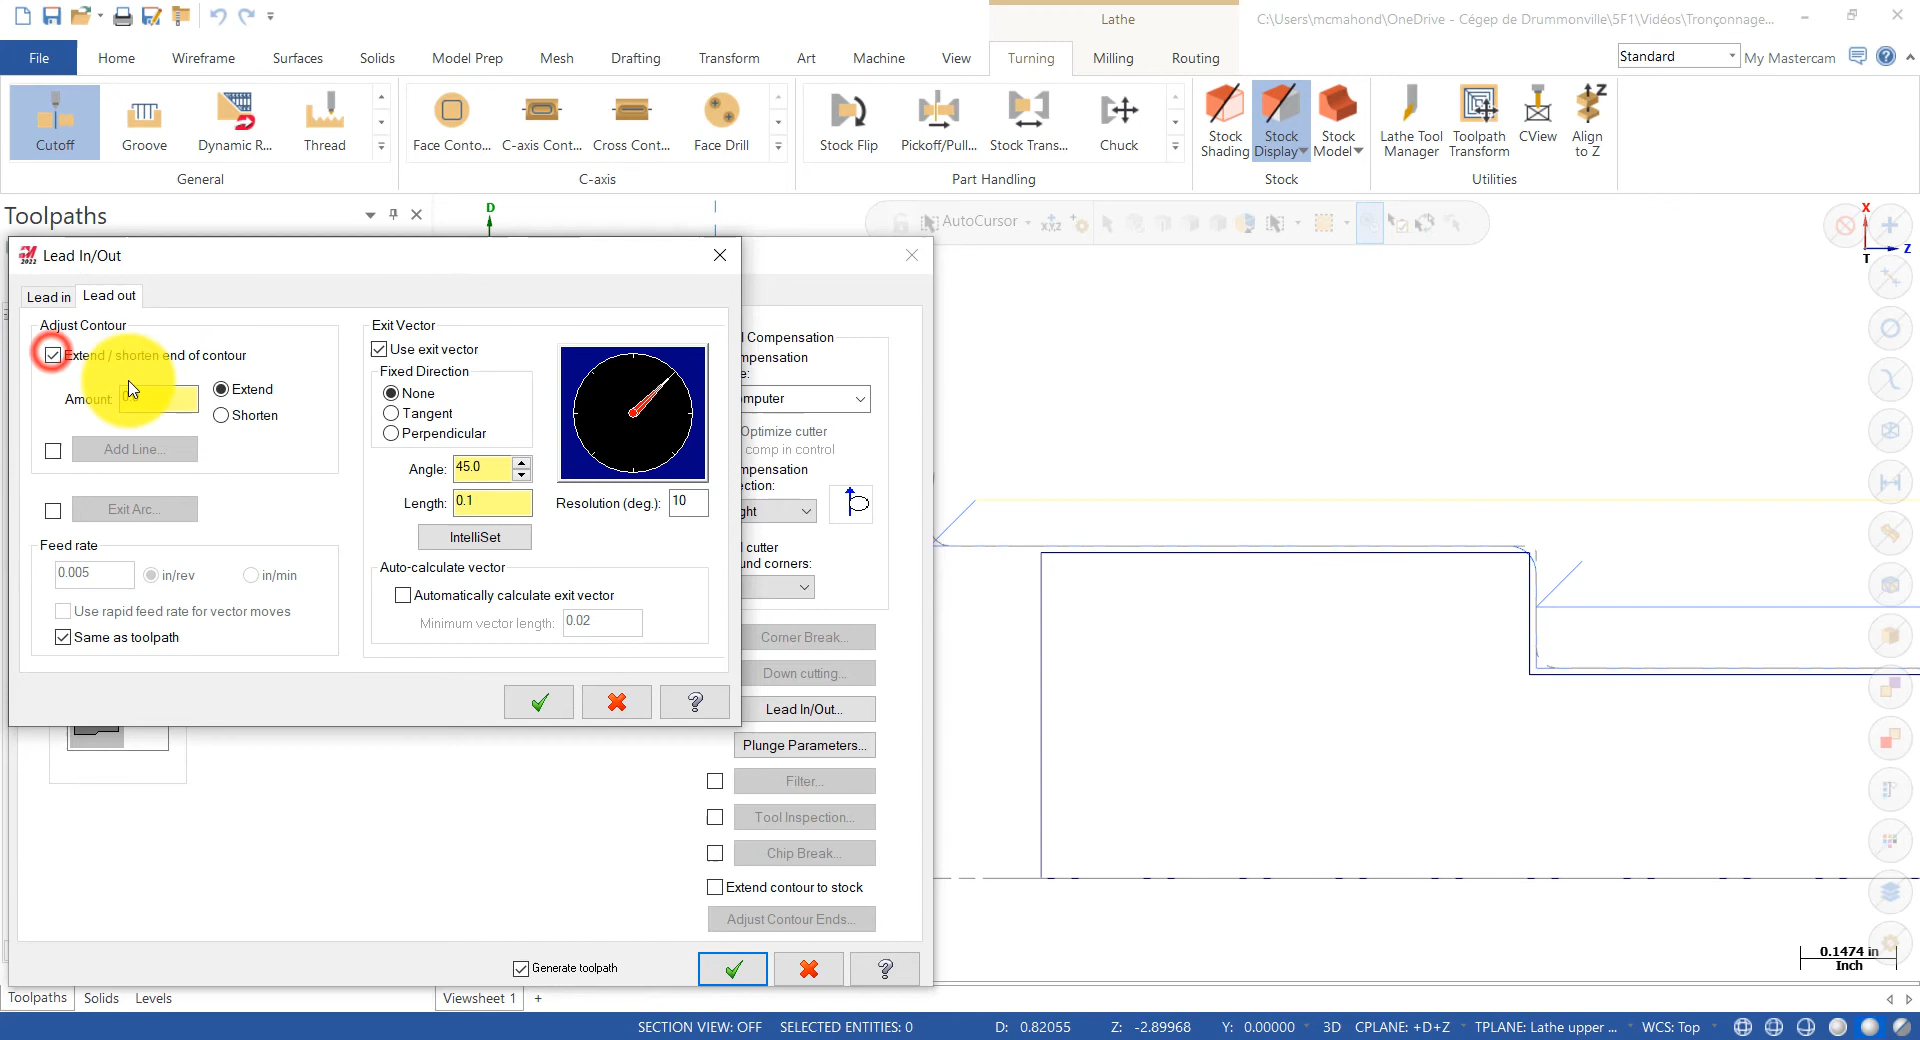 Lathe
C:\Users\mcmahond\OneDrive - Cégep de Drummonville\5F1\Vidéos\Tronçonnage...
File Home Wireframe Surfaces Solids Model Prep Mesh Drafting Transform Art Machine View Turning Milling Routing
Standard My Mastercam
Cutoff Groove Dynamic R... Thread
Face Conto... C-axis Cont... Cross Cont... Face Drill
Stock Flip Pickoff/Pull... Stock Trans... Chuck
Stock Shading Stock Display Stock Model
Lathe Tool Manager Toolpath Transform CView Align to Z
General C-axis Part Handling Stock Utilities
Toolpaths
D
AutoCursor
X
Z
T
2022 Lead In/Out
Lead in Lead out
Adjust Contour
Extend / shorten end of contour
Amount:
Extend
Shorten
Add Line...
Exit Arc...
Feed rate
0.005 in/rev in/min
Use rapid feed rate for vector moves
Same as toolpath
Exit Vector
Use exit vector
Fixed Direction
None
Tangent
Perpendicular
Angle: 45.0
Length: 0.1
Resolution (deg.): 10
IntelliSet
Auto-calculate vector
Automatically calculate exit vector
Minimum vector length: 0.02
l Compensation
mpensation
e:
mputer
Optimize cutter
comp in control
mpensation
ection:
ght
l cutter
und corners:
Corner Break...
Down cutting...
Lead In/Out...
Plunge Parameters...
Filter...
Tool Inspection...
Chip Break...
Extend contour to stock
Adjust Contour Ends...
Generate toolpath
0.1474 in
Inch
Toolpaths Solids Levels
Viewsheet 1 +
SECTION VIEW: OFF SELECTED ENTITIES: 0 D: 0.82055 Z: -2.89968 Y: 0.00000 3D CPLANE: +D+Z TPLANE: Lathe upper ... WCS: Top